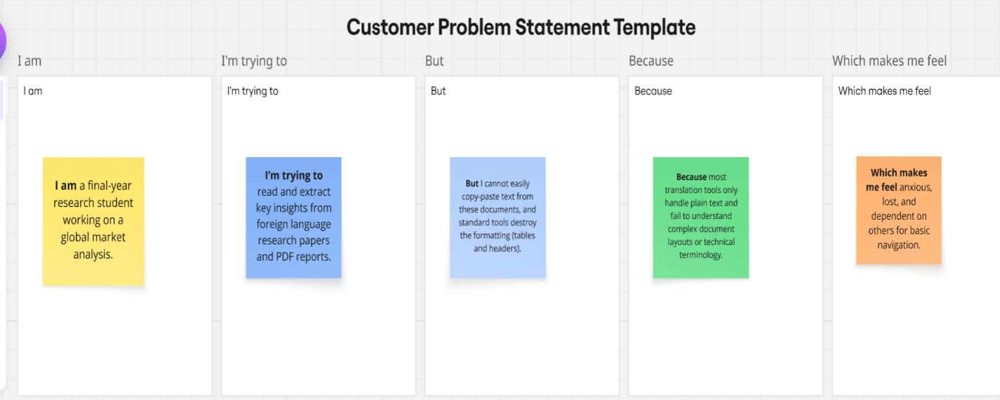 Customer Problem Statement Template
I am
I'm trying to
But
Because
Which makes me feel
I am
I'm trying to
But
Because
Which makes me feel
I am a final-year
research student
working on a
global market
analysis.
I’m trying to
read and extract
key insights from
foreign language
research papers
and PDF reports.
But I cannot easily
copy-paste text from
these documents, and
standard tools destroy
the formatting (tables
and headers).
Because most
translation tools only
handle plain text and
fail to understand
complex document
layouts or technical
terminology.
Which makes
me feel anxious,
lost, and
dependent on
others for basic
navigation.